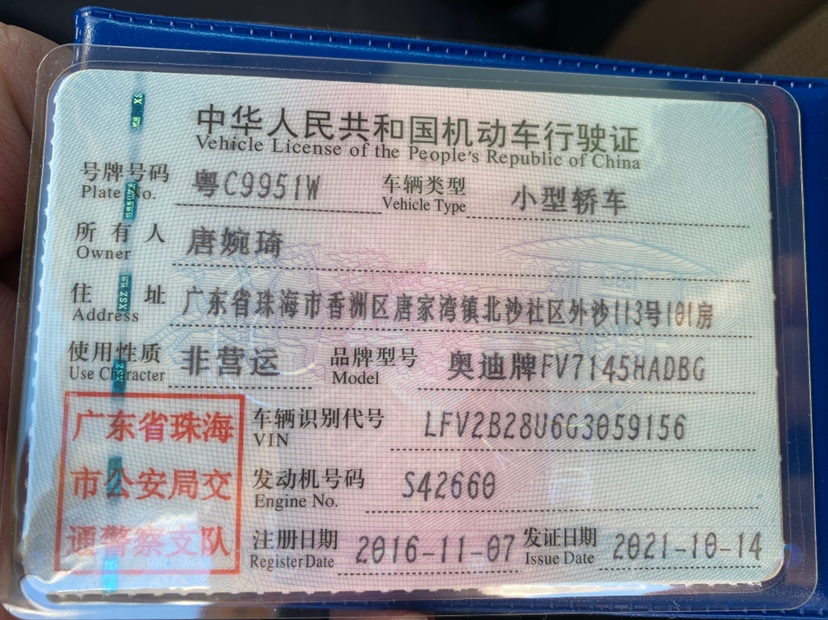 中华人民共和国机动车行驶证
Vehicle License of the People's Republic of China
号牌号码 粤C9951W 车辆类型 小型轿车
Plate No. Vehicle Type
所有人 唐婉琦
Owner
住址 广东省珠海市香洲区唐家湾镇北沙社区外沙113号101房
Address
使用性质 非营运 品牌型号 奥迪牌FV7145HADBG
Use Character Model
车辆识别代号 LFV2B28U6G3059156
VIN
发动机号码 S42660
Engine No.
注册日期 2016-11-07 发证日期 2021-10-14
Register Date Issue Date
广东省珠海
市公安局交
通警察支队